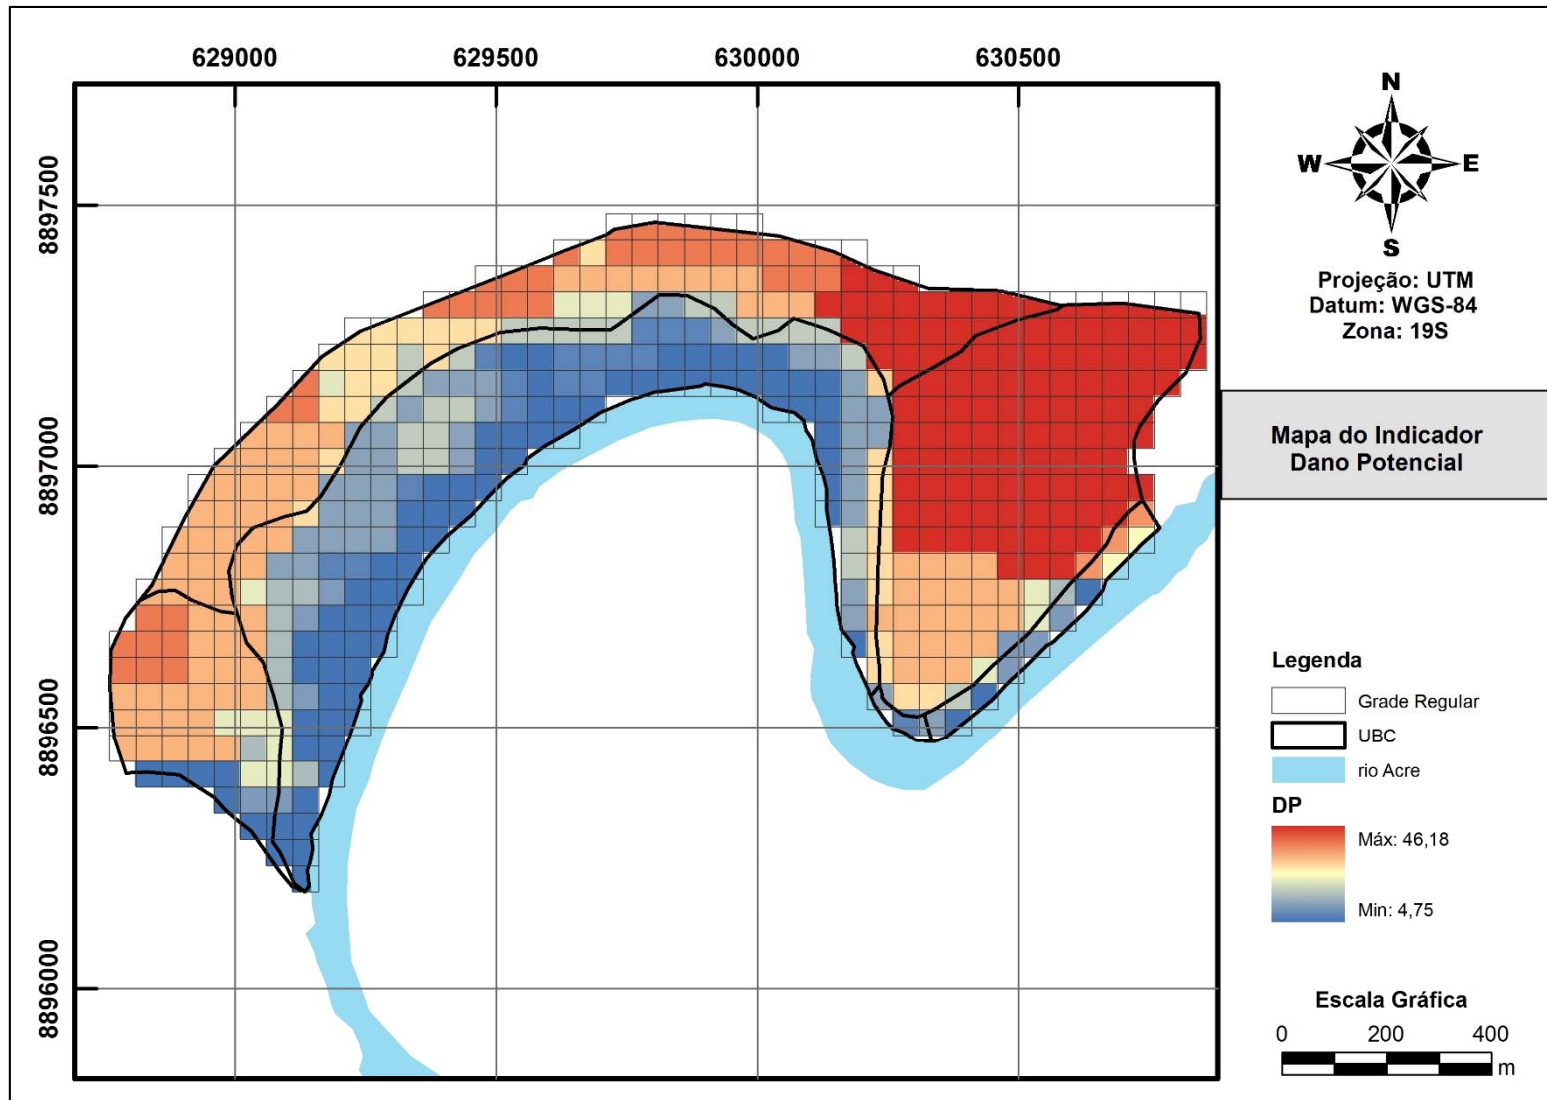 629000 629500 630000 630500
8897500
8897000
8896500
8896000
N
W E
S
Projeção: UTM
Datum: WGS-84
Zona: 19S
Mapa do Indicador
Dano Potencial
Legenda
Grade Regular
UBC
rio Acre
DP
Máx: 46,18
Min: 4,75
Escala Gráfica
0 200 400
m